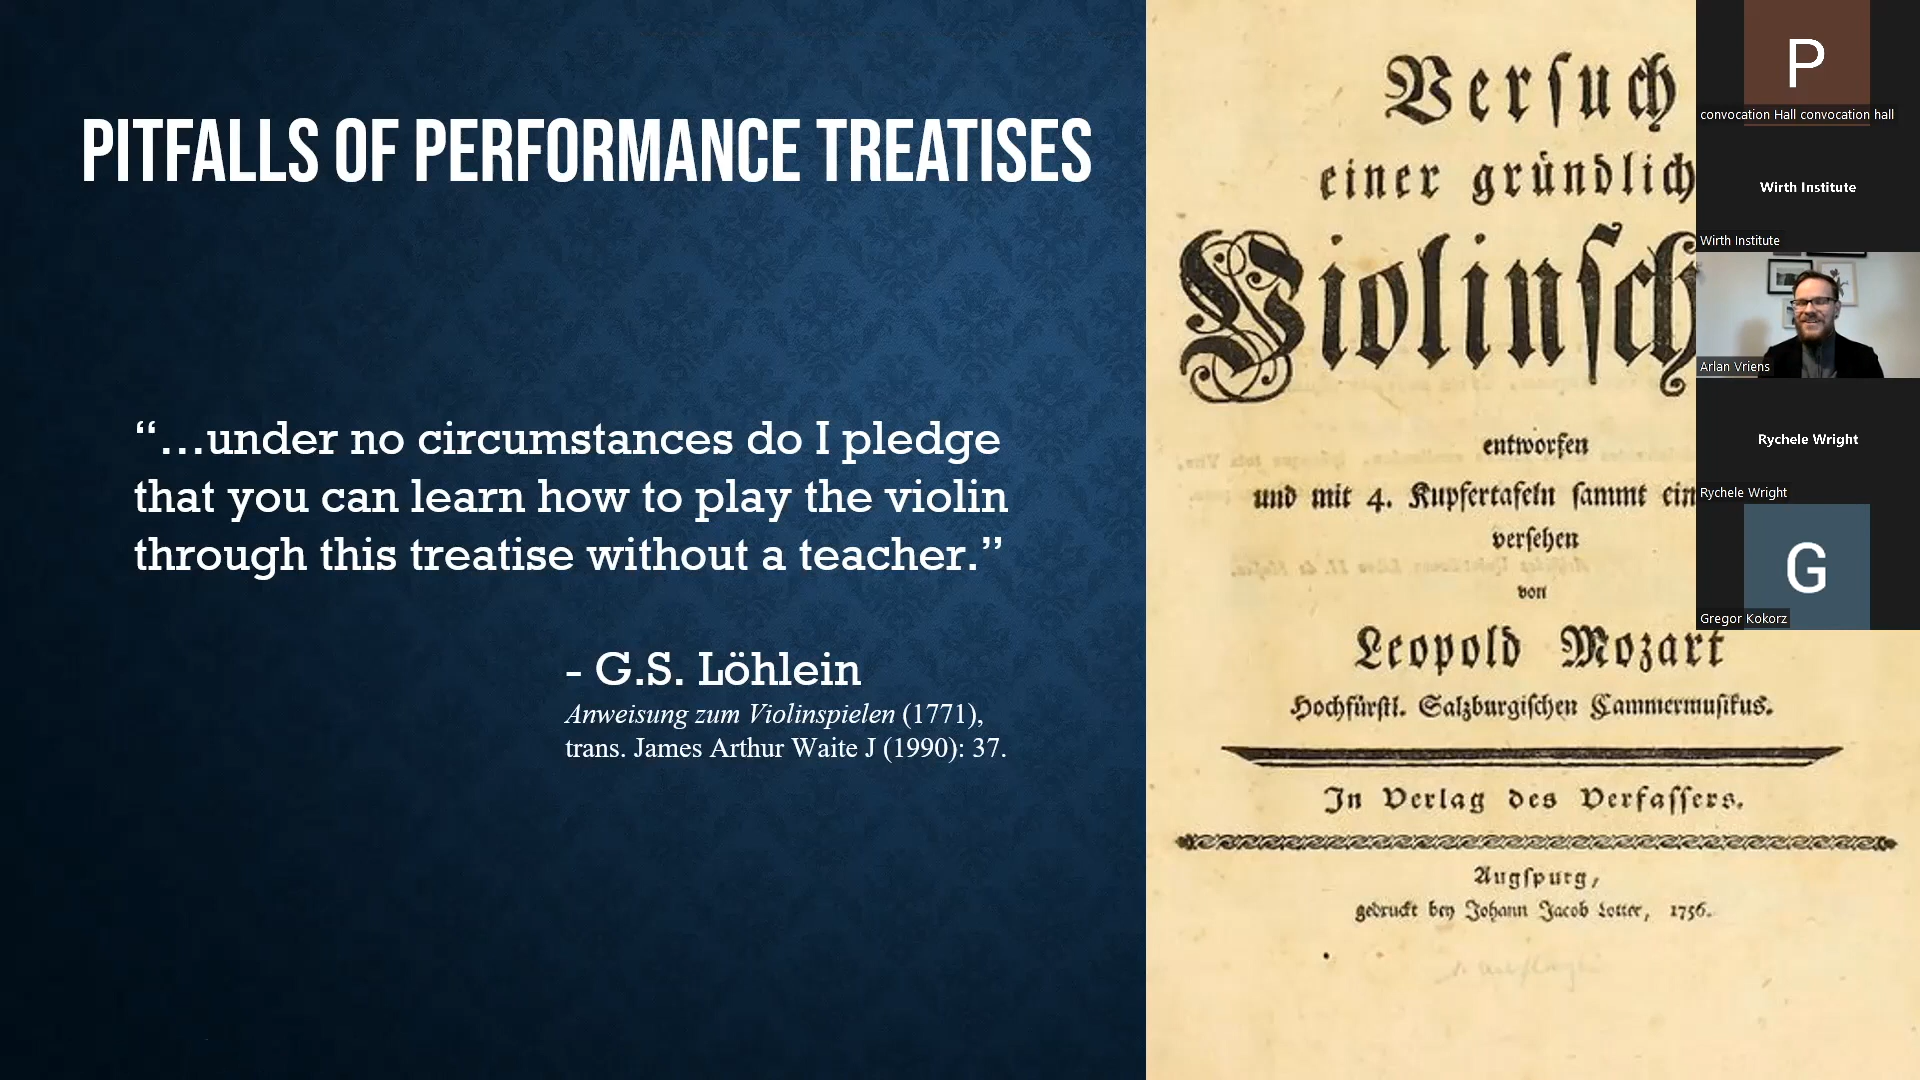 PITFALLS OF PERFORMANCE TREATISES
“…under no circumstances do I pledge
that you can learn how to play the violin
through this treatise without a teacher.”
- G.S. Löhlein
Anweisung zum Violinspielen (1771),
trans. James Arthur Waite J (1990): 37.
Verſuch
einer gründlich
Violinſch
entworfen
und mit 4. Kupfertafeln ſammt ein
verſehen
von
Leopold Mozart
Hochfürſtl. Salzburgiſchen Cammermuſikus.
In Verlag des Verfaſſers.
Augſpurg,
gedruckt bey Johann Jacob Lotter, 1756.
P
convocation Hall convocation hall
Wirth Institute
Wirth Institute
Arlan Vriens
Rychele Wright
Rychele Wright
G
Gregor Kokorz